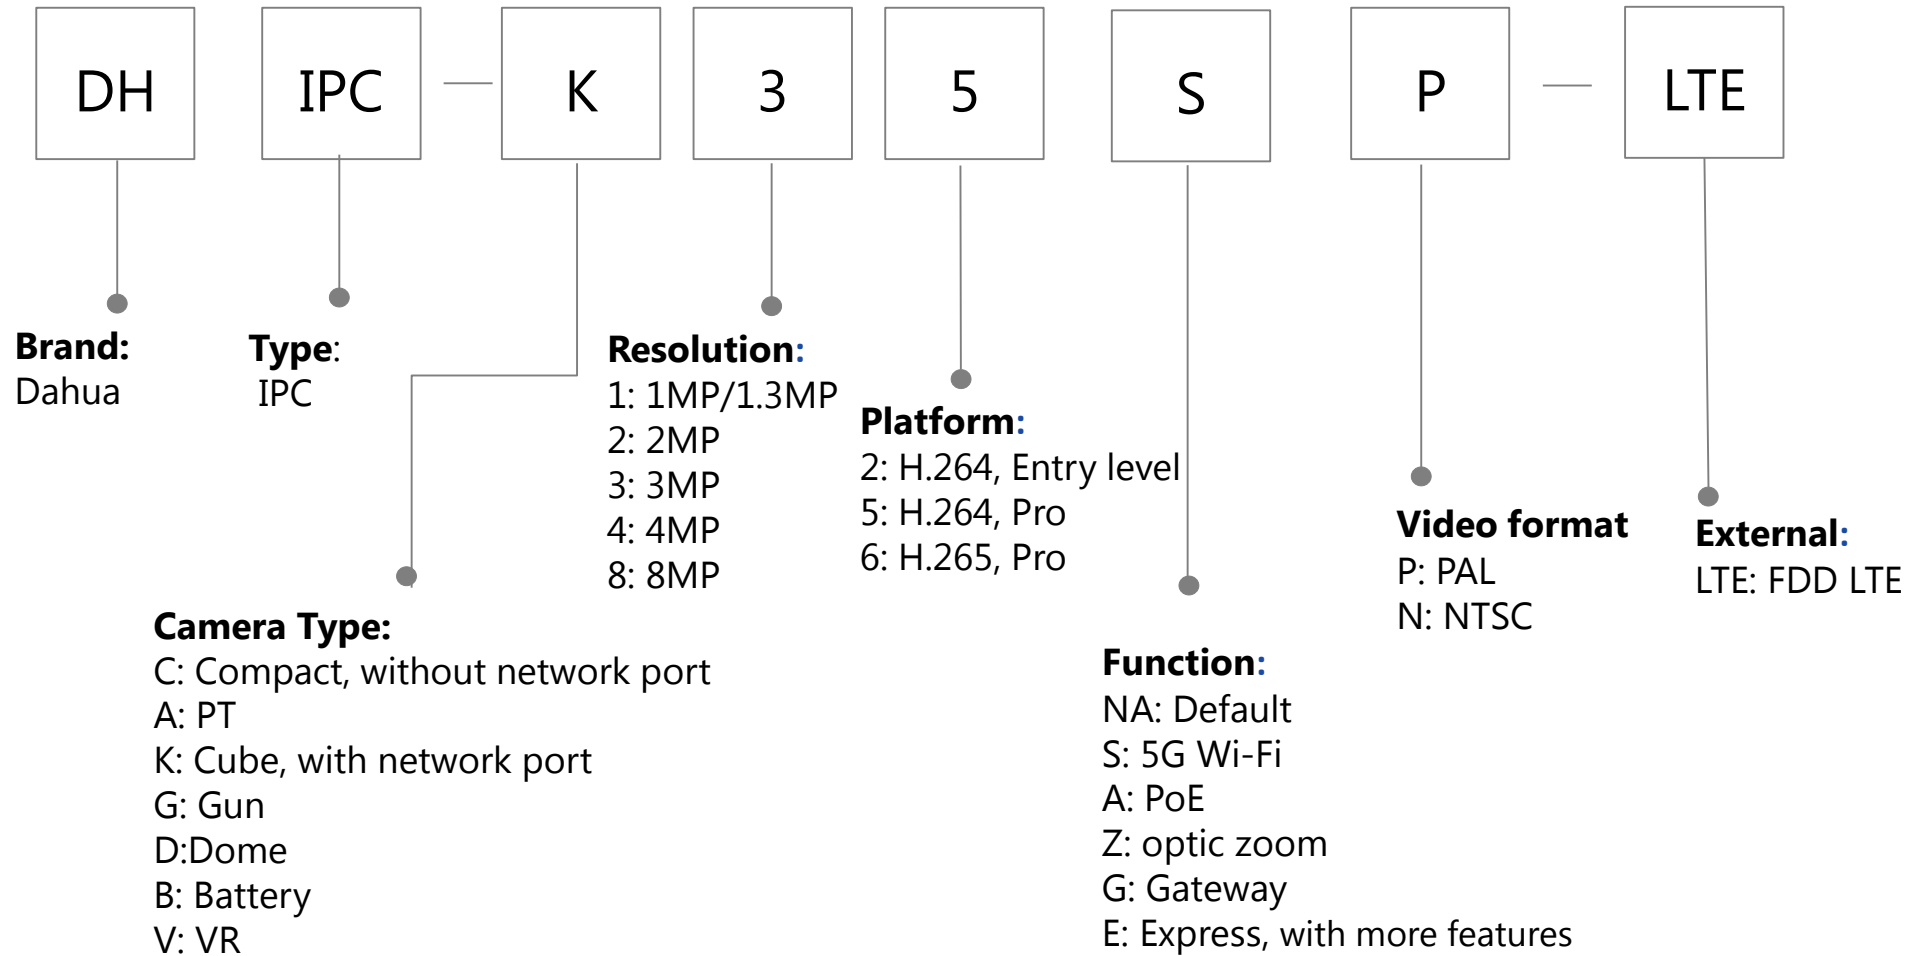 DH IPC — K 3 5 S P — LTE
Brand:
Dahua
Type:
IPC
Resolution:
1: 1MP/1.3MP
2: 2MP
3: 3MP
4: 4MP
8: 8MP
Platform:
2: H.264, Entry level
5: H.264, Pro
6: H.265, Pro
Video format
P: PAL
N: NTSC
External:
LTE: FDD LTE
Camera Type:
C: Compact, without network port
A: PT
K: Cube, with network port
G: Gun
D:Dome
B: Battery
V: VR
Function:
NA: Default
S: 5G Wi-Fi
A: PoE
Z: optic zoom
G: Gateway
E: Express, with more features